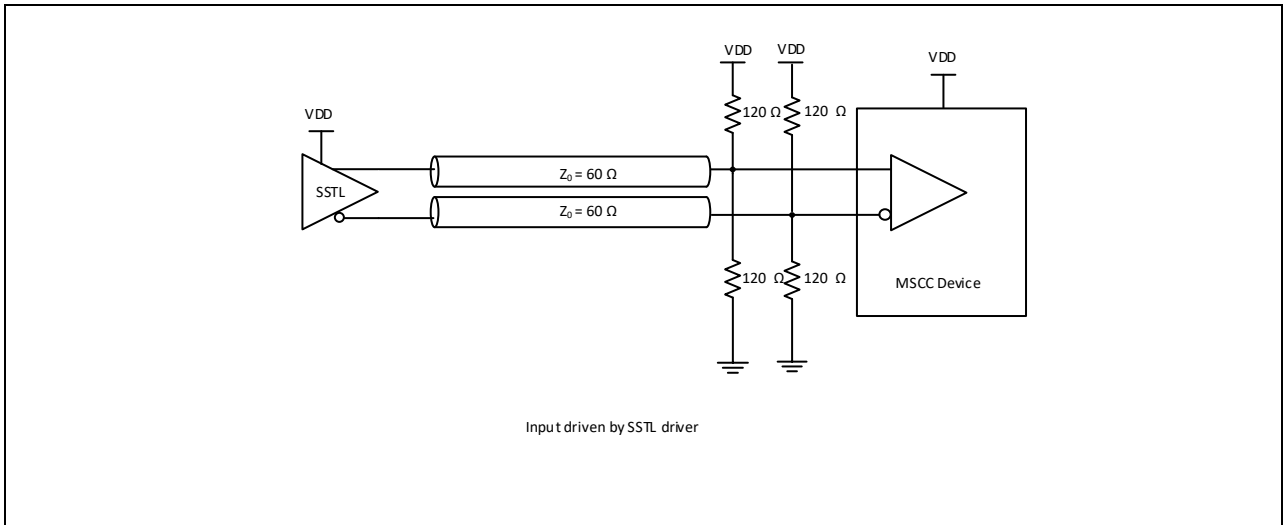 VDD VDD
VDD
VDD
120 Ω 120 Ω
SSTL
Z₀ = 60 Ω
Z₀ = 60 Ω
120 Ω 120 Ω
MSCC Device
Input driven by SSTL driver